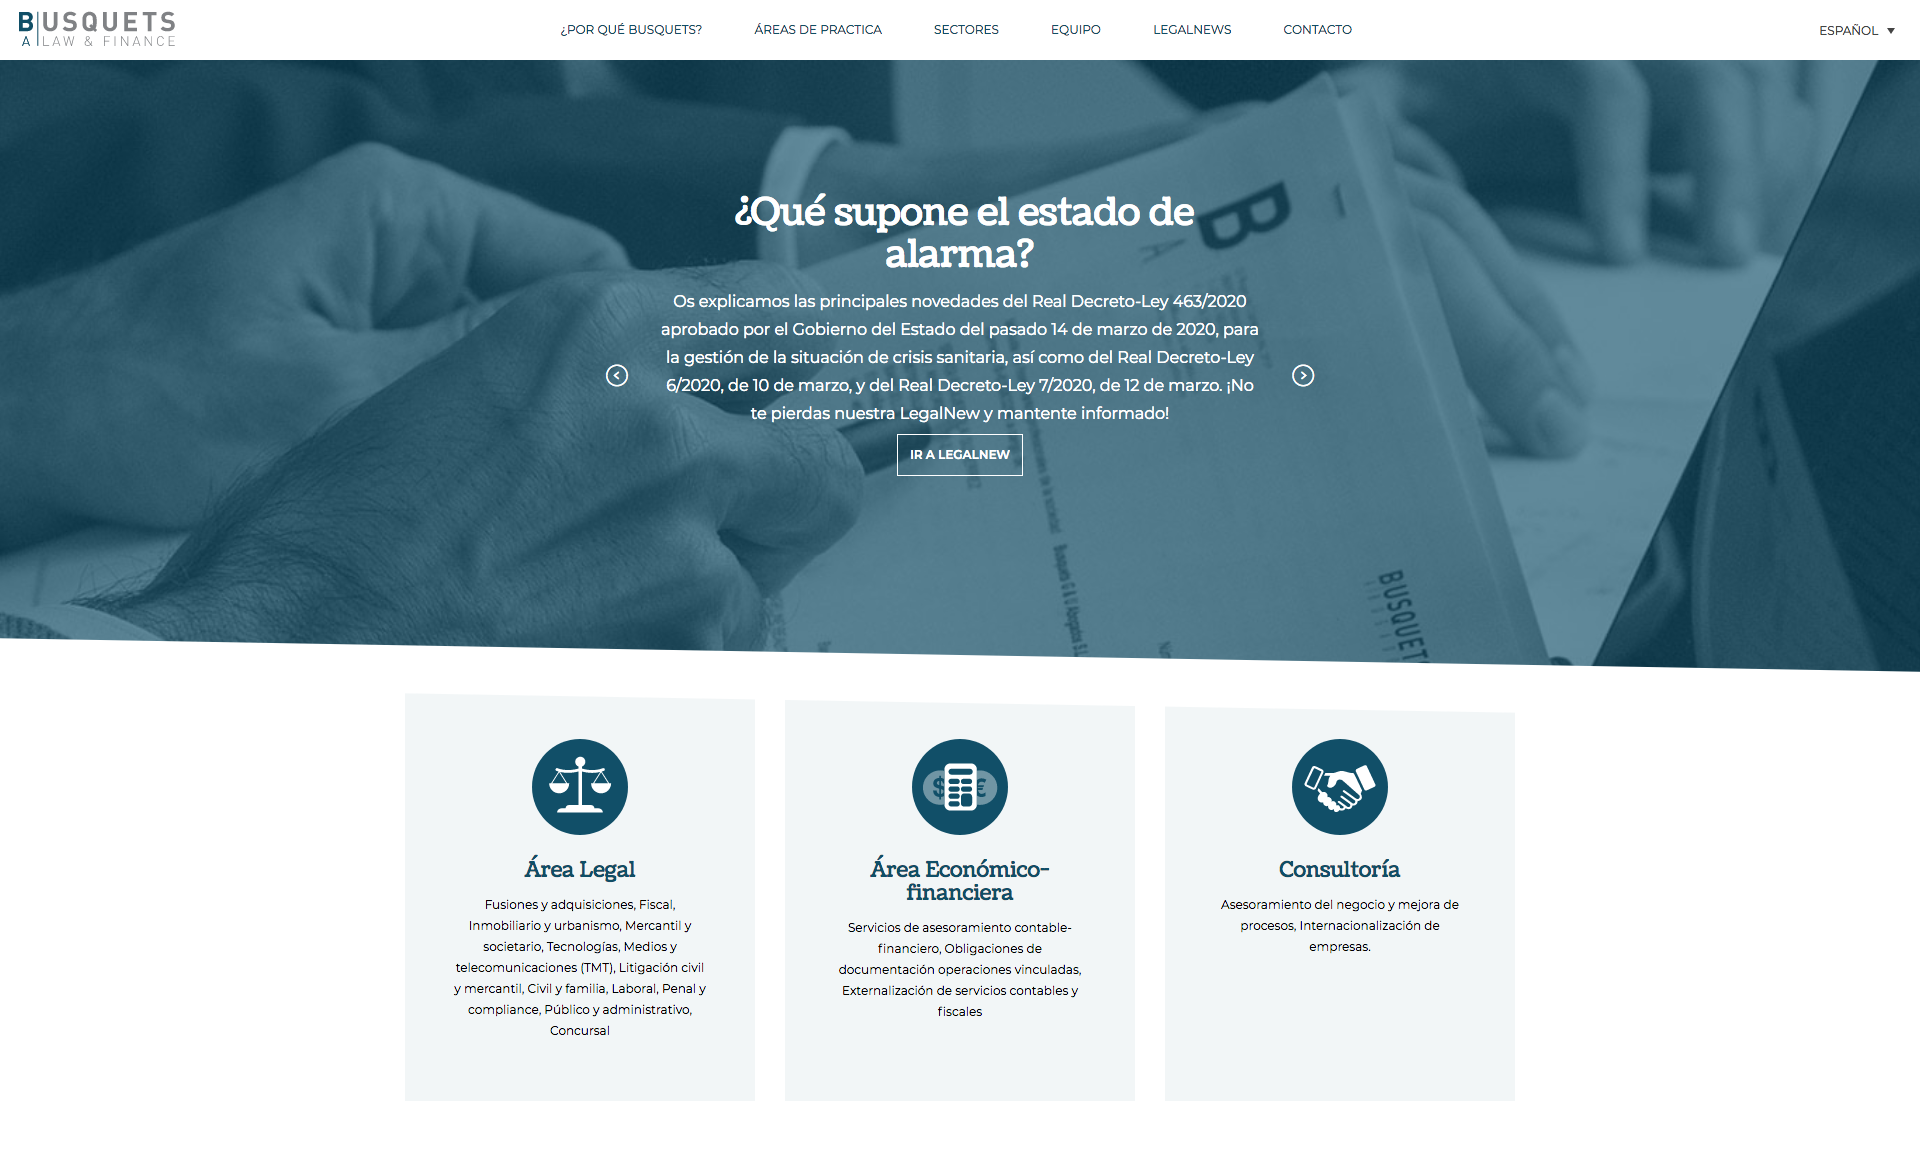 BUSQUETS
A LAW & FINANCE
¿POR QUÉ BUSQUETS?
ÁREAS DE PRACTICA
SECTORES
EQUIPO
LEGALNEWS
CONTACTO
ESPAÑOL
¿Qué supone el estado de
alarma?
Os explicamos las principales novedades del Real Decreto-Ley 463/2020
aprobado por el Gobierno del Estado del pasado 14 de marzo de 2020, para
la gestión de la situación de crisis sanitaria, así como del Real Decreto-Ley
6/2020, de 10 de marzo, y del Real Decreto-Ley 7/2020, de 12 de marzo. ¡No
te pierdas nuestra LegalNew y mantente informado!
IR A LEGALNEW
B
A
BUSQUET
Área Legal
Fusiones y adquisiciones, Fiscal,
Inmobiliario y urbanismo, Mercantil y
societario, Tecnologías, Medios y
telecomunicaciones (TMT), Litigación civil
y mercantil, Civil y familia, Laboral, Penal y
compliance, Público y administrativo,
Concursal
$ €
Área Económico-
financiera
Servicios de asesoramiento contable-
financiero, Obligaciones de
documentación operaciones vinculadas,
Externalización de servicios contables y
fiscales
Consultoría
Asesoramiento del negocio y mejora de
procesos, Internacionalización de
empresas.